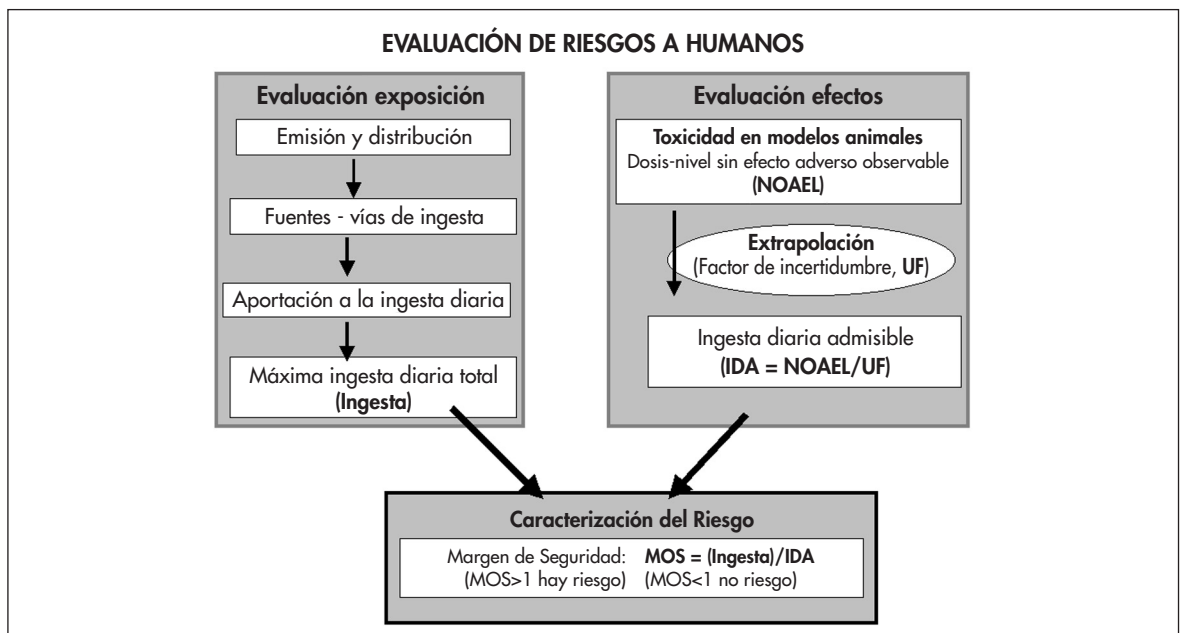 EVALUACIÓN DE RIESGOS A HUMANOS
Evaluación exposición
Emisión y distribución
Fuentes - vías de ingesta
Aportación a la ingesta diaria
Máxima ingesta diaria total
(Ingesta)
Evaluación efectos
Toxicidad en modelos animales
Dosis-nivel sin efecto adverso observable
(NOAEL)
Extrapolación
(Factor de incertidumbre, UF)
Ingesta diaria admisible
(IDA = NOAEL/UF)
Caracterización del Riesgo
Margen de Seguridad: MOS = (Ingesta)/IDA
(MOS>1 hay riesgo) (MOS<1 no riesgo)